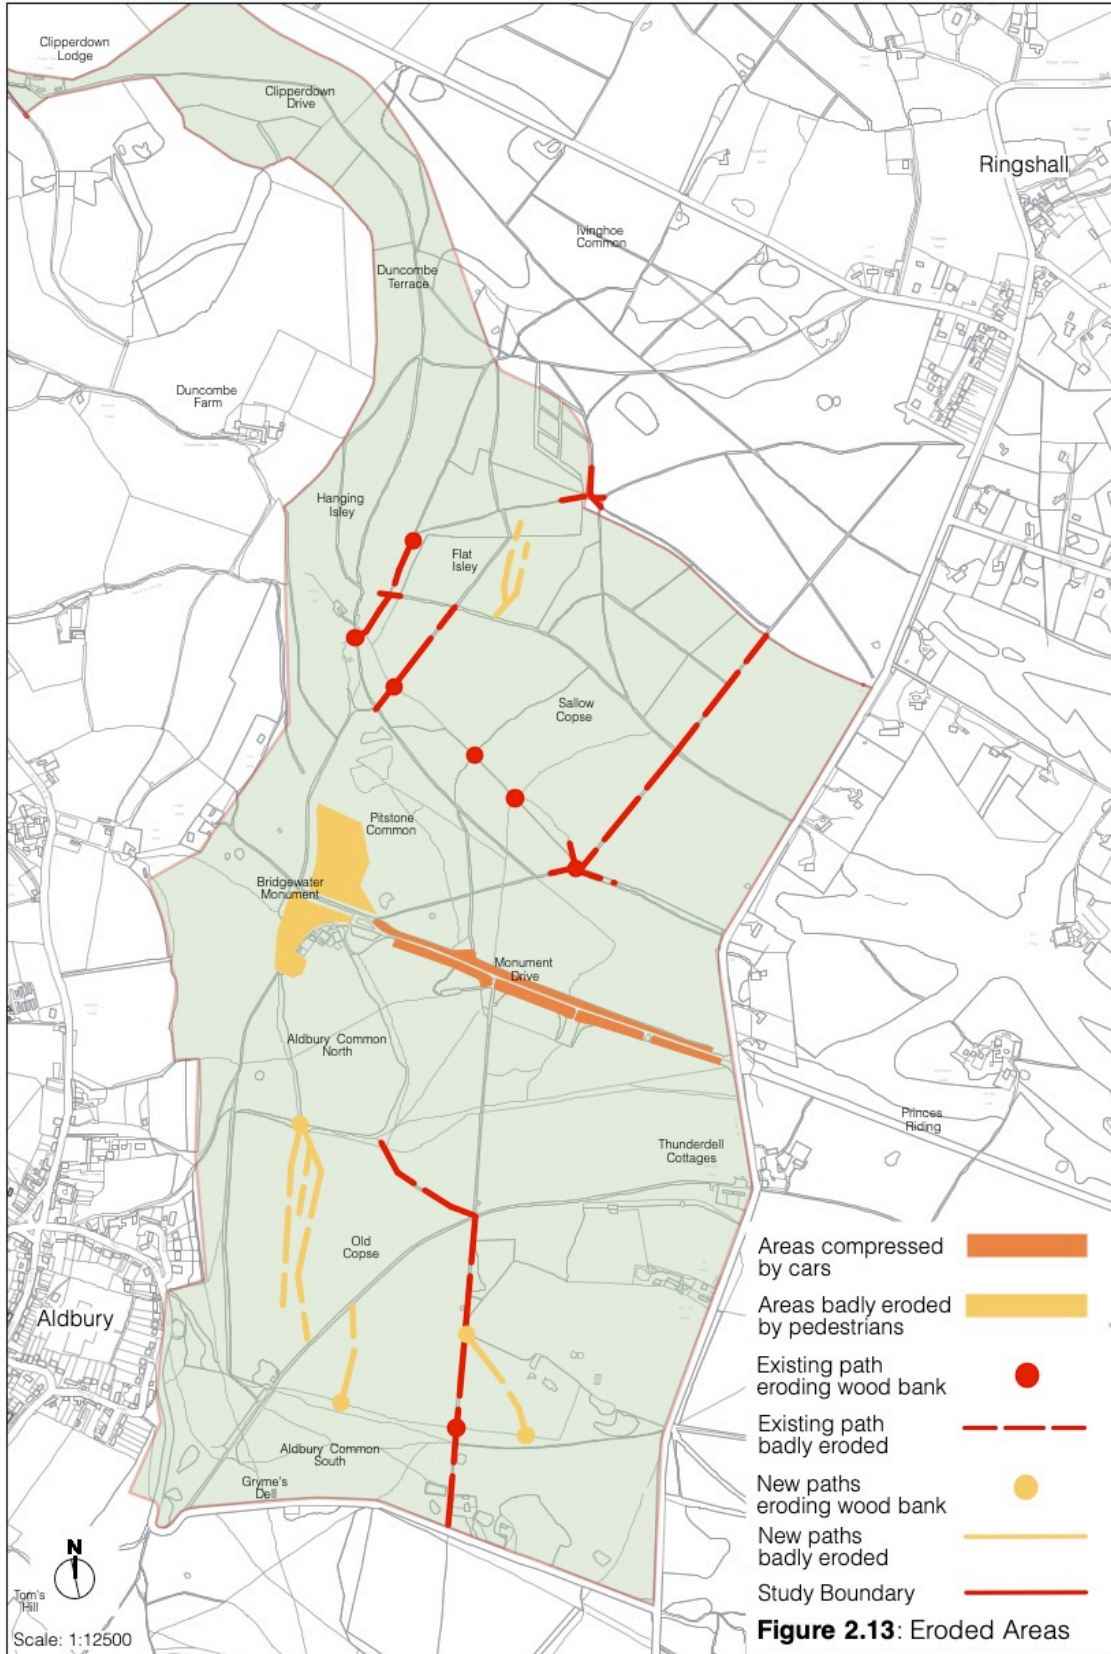 Clipperdown
Lodge
Clipperdown
Drive
Ringshall
Ivinghoe
Common
Duncombe
Terrace
Duncombe
Farm
Hanging
Isley
Flat
Isley
Sallow
Copse
Pitstone
Common
Bridgewater
Monument
Monument
Drive
Aldbury Common
North
Princes
Riding
Thunderdell
Cottages
Old
Copse
Aldbury
Aldbury Common
South
Gryme's
Dell
N
Tom's
Hill
Scale: 1:12500
Areas compressed
by cars
Areas badly eroded
by pedestrians
Existing path
eroding wood bank
Existing path
badly eroded
New paths
eroding wood bank
New paths
badly eroded
Study Boundary
Figure 2.13: Eroded Areas